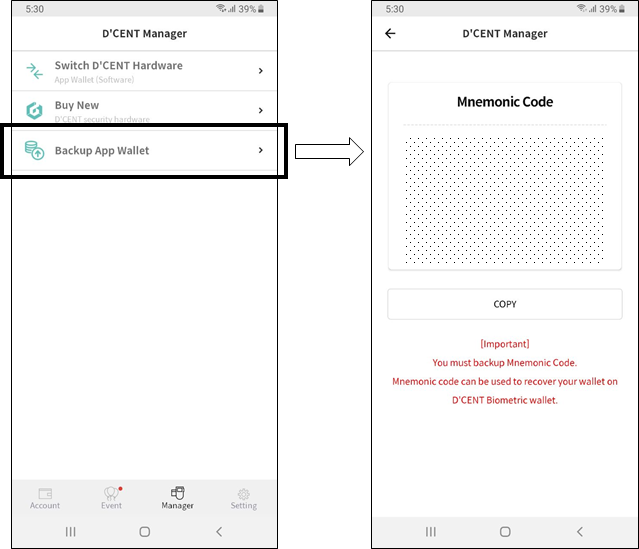 5:30
39%
D'CENT Manager
Switch D'CENT Hardware
App Wallet (Software)
Buy New
D'CENT security hardware
Backup App Wallet
Account
Event
Manager
Setting
5:30
39%
D'CENT Manager
Mnemonic Code
COPY
[Important]
You must backup Mnemonic Code.
Mnemonic code can be used to recover your wallet on
D'CENT Biometric wallet.